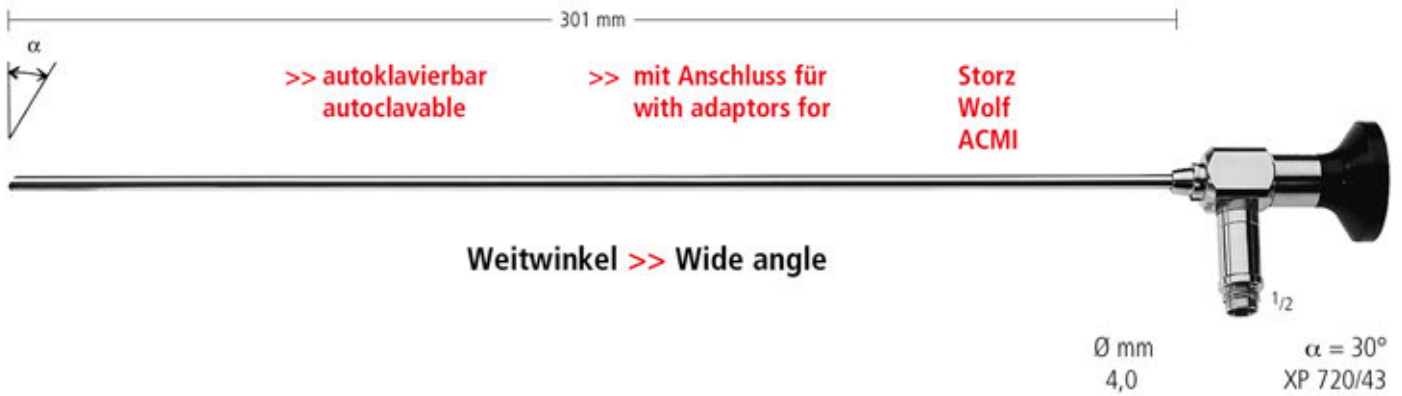 301 mm
α
>> autoklavierbar
autoclavable
>> mit Anschluss für
with adaptors for
Storz
Wolf
ACMI
Weitwinkel >> Wide angle
1/2
Ø mm
4,0
α = 30°
XP 720/43